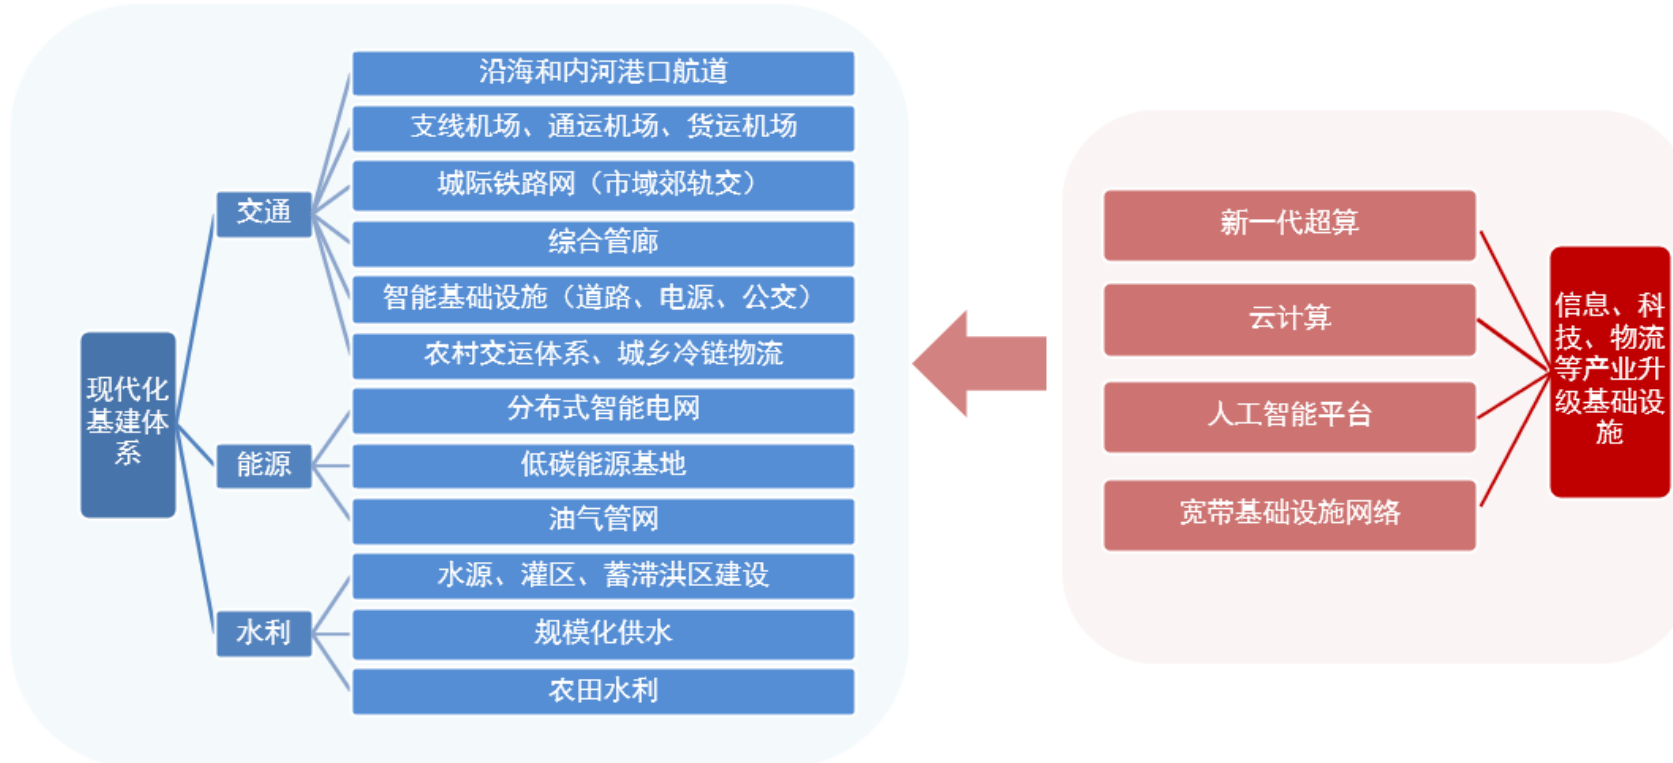 现代化
基建体
系
交通
沿海和内河港口航道
支线机场、通运机场、货运机场
城际铁路网（市域郊轨交）
综合管廊
智能基础设施（道路、电源、公交）
农村交运体系、城乡冷链物流
能源
分布式智能电网
低碳能源基地
油气管网
水利
水源、灌区、蓄滞洪区建设
规模化供水
农田水利
新一代超算
云计算
人工智能平台
宽带基础设施网络
信息、科
技、物流
等产业升
级基础设
施